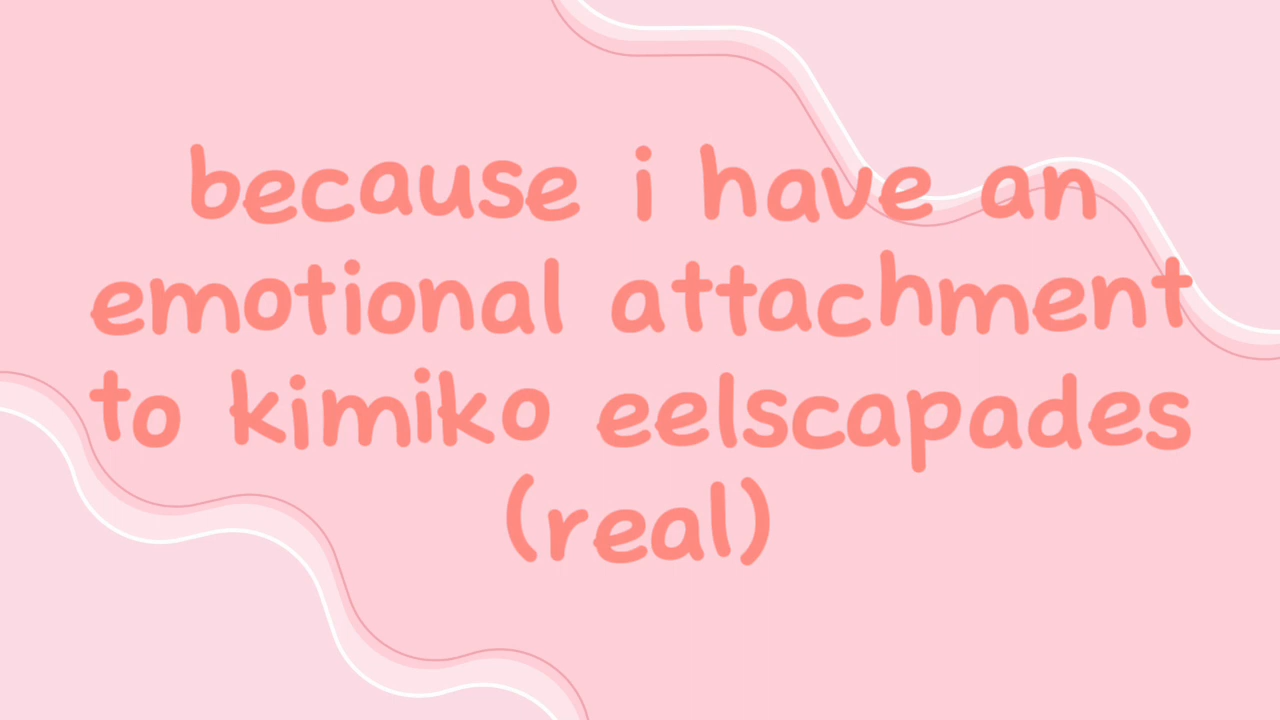 because i have an
emotional attachment
to kimiko eelscapades
(real)